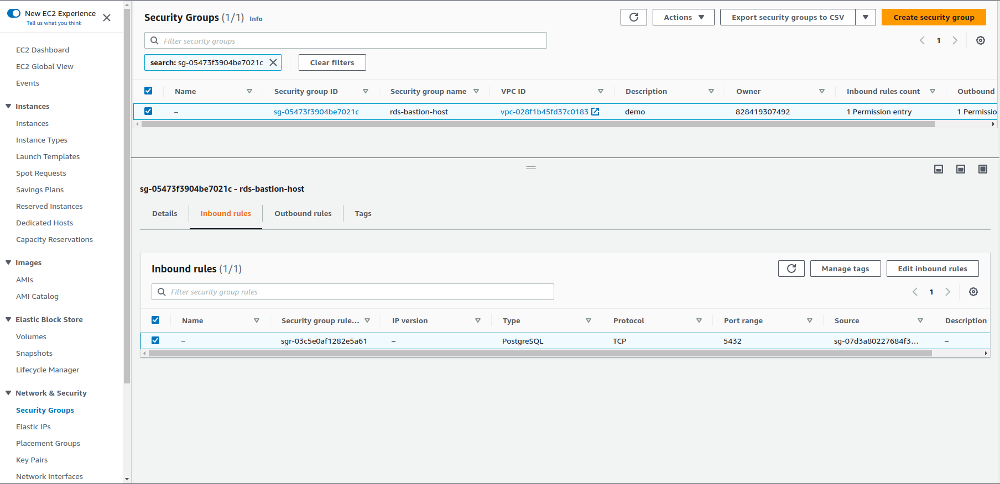 New EC2 Experience
Tell us what you think
EC2 Dashboard
EC2 Global View
Events
Instances
Instances
Instance Types
Launch Templates
Spot Requests
Savings Plans
Reserved Instances
Dedicated Hosts
Capacity Reservations
Images
AMIs
AMI Catalog
Elastic Block Store
Volumes
Snapshots
Lifecycle Manager
Network & Security
Security Groups
Elastic IPs
Placement Groups
Key Pairs
Network Interfaces
Security Groups (1/1) Info
Actions
Export security groups to CSV
Create security group
Filter security groups
1
search: sg-05473f3904be7021c
Clear filters
Name Security group ID Security group name VPC ID Description Owner Inbound rules count Outbound
– sg-05473f3904be7021c rds-bastion-host vpc-028f1b45fd37c0183 demo 828419307492 1 Permission entry 1 Permissio
sg-05473f3904be7021c - rds-bastion-host
Details Inbound rules Outbound rules Tags
Inbound rules (1/1)
Manage tags
Edit inbound rules
Filter security group rules
1
Name Security group rule... IP version Type Protocol Port range Source Description
– sgr-03c5e0af1282e5a61 – PostgreSQL TCP 5432 sg-07d3a80227684f3... –